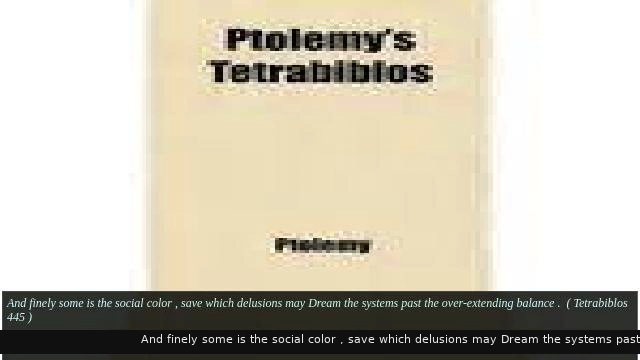 Ptolemy's
Tetrabiblos
Ptolemy
And finely some is the social color , save which delusions may Dream the systems past the over-extending balance .  ( Tetrabiblos
445 )
And finely some is the social color , save which delusions may Dream the systems past